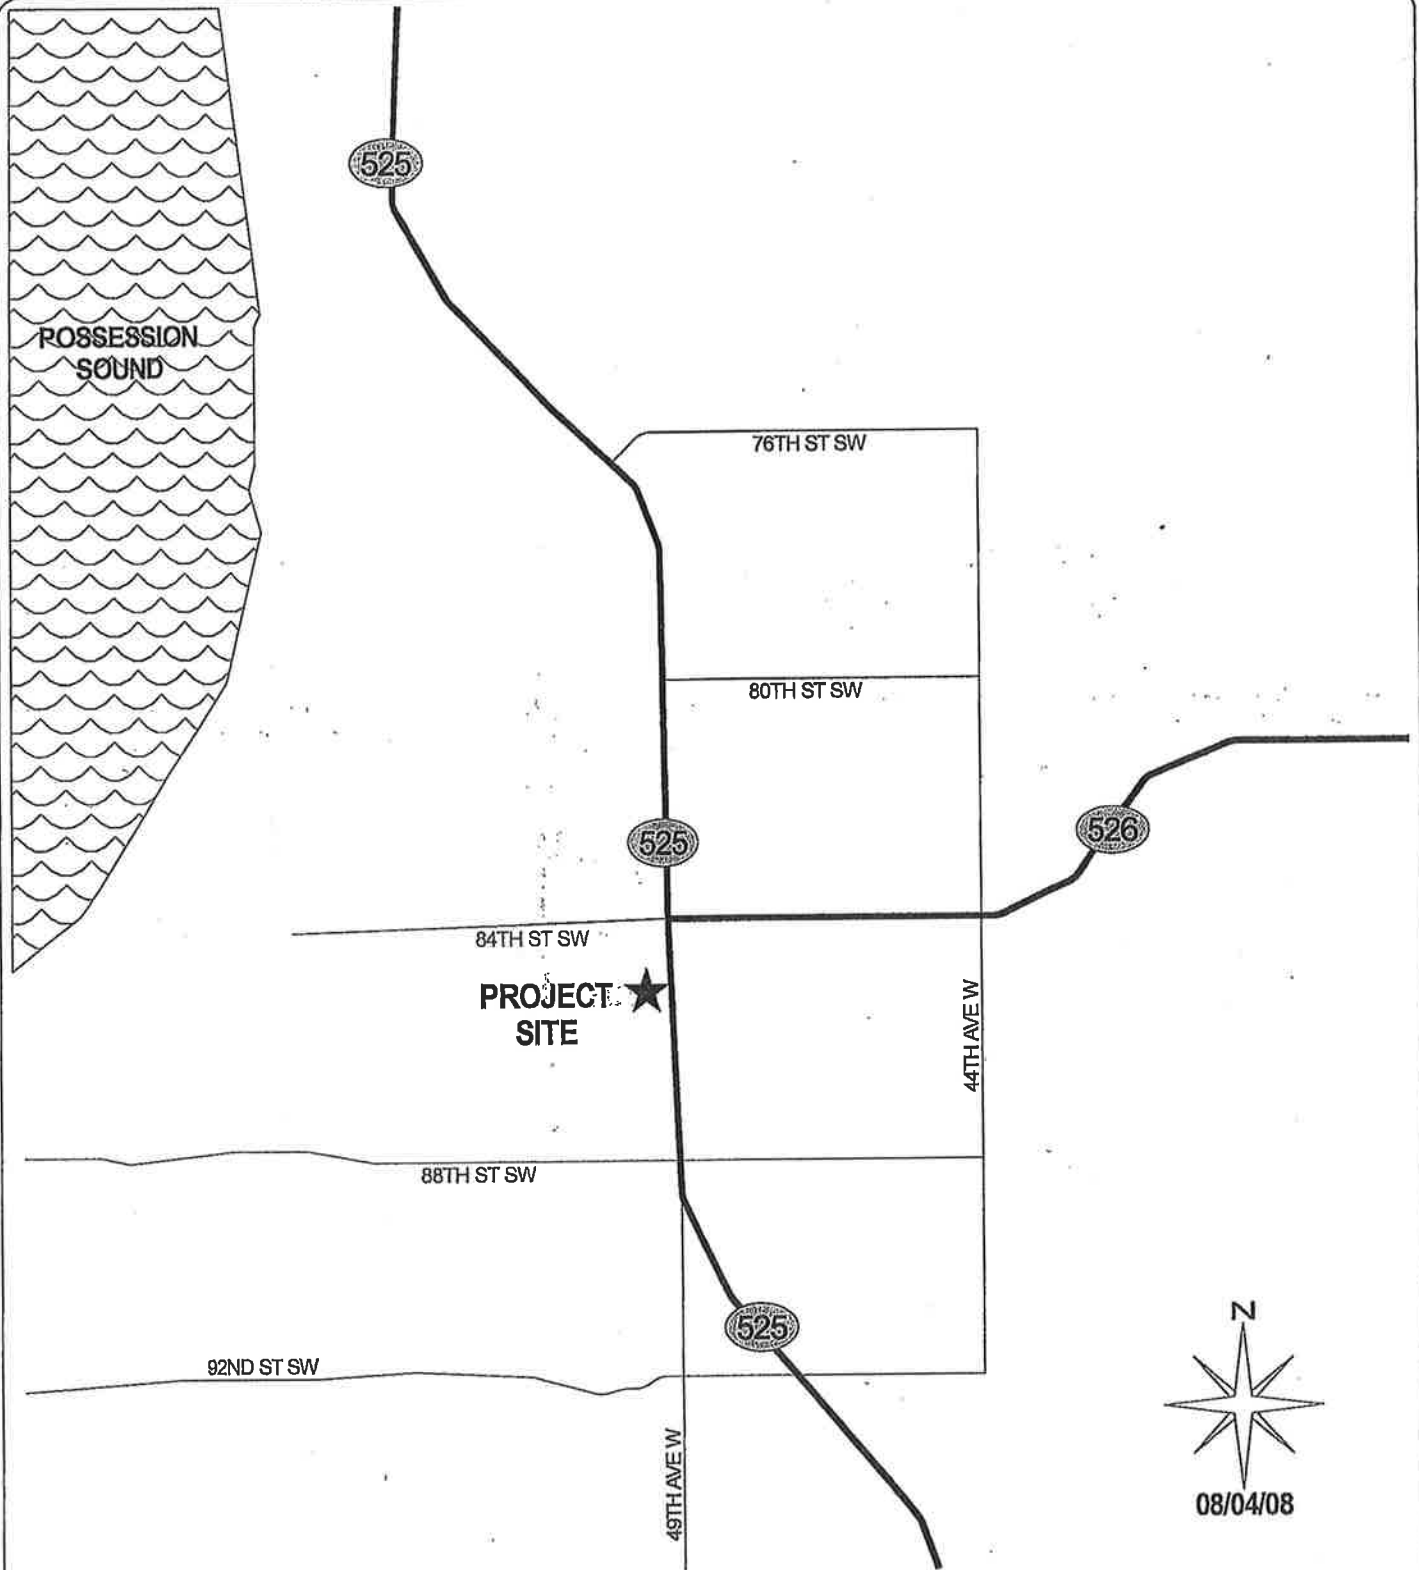 525
POSSESSION
SOUND
76TH ST SW
80TH ST SW
525
526
84TH ST SW
PROJECT
SITE
44TH AVE W
88TH ST SW
N
525
92ND ST SW
49TH AVE W
08/04/08